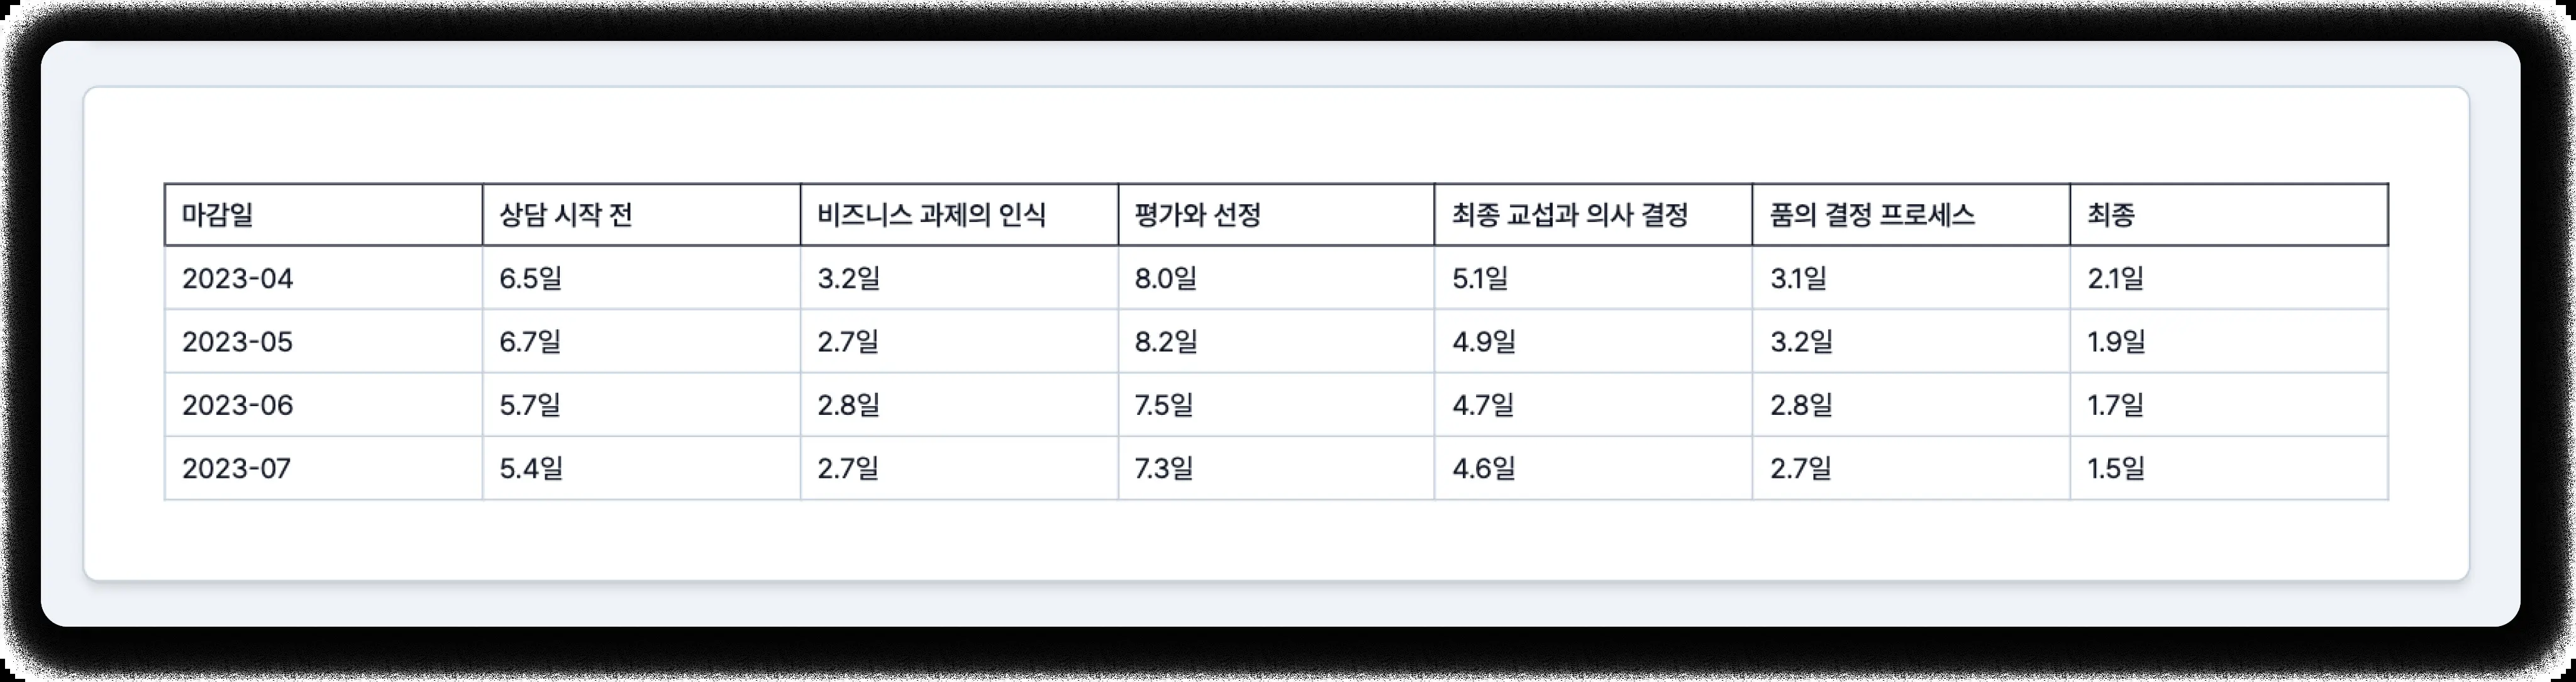 마감일 상담 시작 전 비즈니스 과제의 인식 평가와 선정 최종 교섭과 의사 결정 품의 결정 프로세스 최종
2023-04 6.5일 3.2일 8.0일 5.1일 3.1일 2.1일
2023-05 6.7일 2.7일 8.2일 4.9일 3.2일 1.9일
2023-06 5.7일 2.8일 7.5일 4.7일 2.8일 1.7일
2023-07 5.4일 2.7일 7.3일 4.6일 2.7일 1.5일